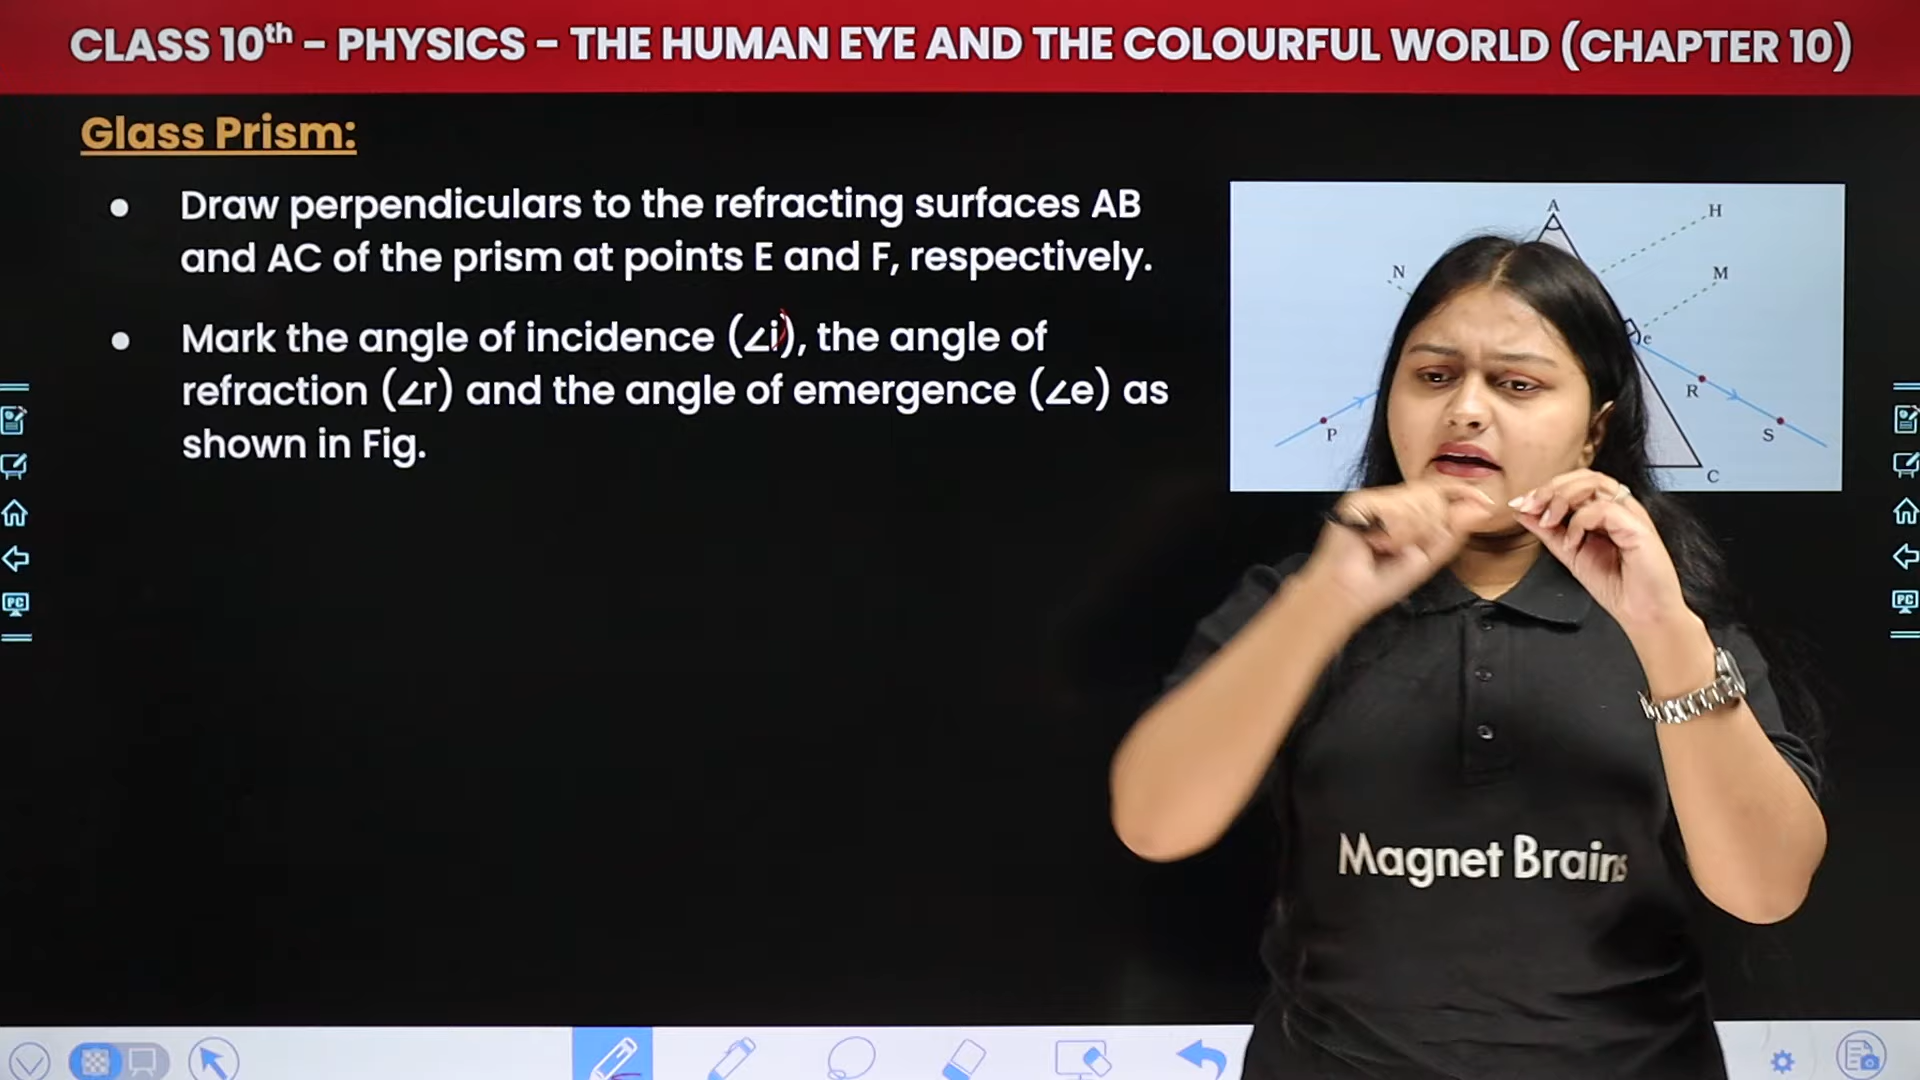 CLASS 10th – PHYSICS – THE HUMAN EYE AND THE COLOURFUL WORLD (CHAPTER 10)
Glass Prism:
• Draw perpendiculars to the refracting surfaces AB
and AC of the prism at points E and F, respectively.
• Mark the angle of incidence (∠i), the angle of
refraction (∠r) and the angle of emergence (∠e) as
shown in Fig.
A
H
N
M
e
R
P
S
C
PC
PC
Magnet Brains